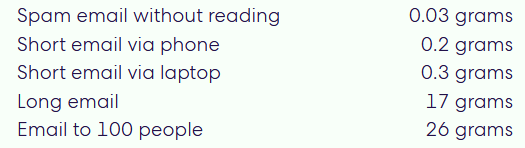 Spam email without reading 0.03 grams
Short email via phone 0.2 grams
Short email via laptop 0.3 grams
Long email 17 grams
Email to 100 people 26 grams